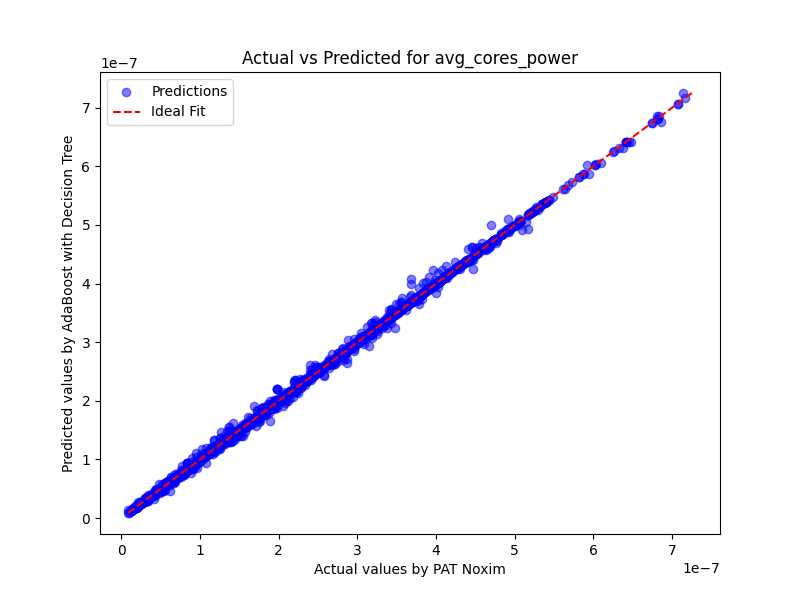 Actual vs Predicted for avg_cores_power
1e−7
Predictions
Ideal Fit
7
6
5
4
3
2
1
0
Predicted values by AdaBoost with Decision Tree
0 1 2 3 4 5 6 7
1e−7
Actual values by PAT Noxim